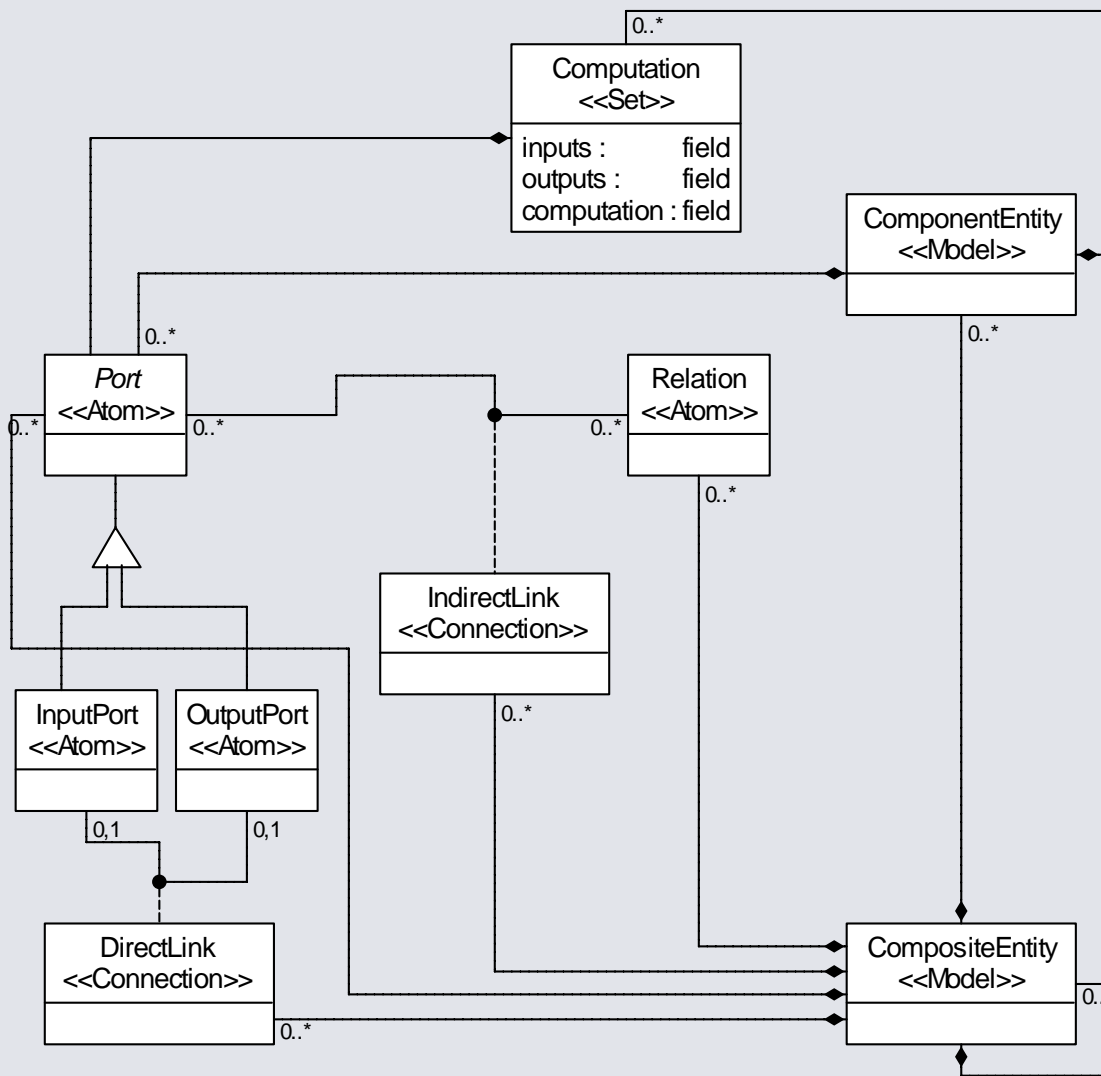 0..*
Computation
<<Set>>
inputs : field
outputs : field
computation : field
ComponentEntity
<<Model>>
0..*
0..*
Port
<<Atom>>
0..*
0..*
Relation
<<Atom>>
0..*
0..*
IndirectLink
<<Connection>>
0..*
InputPort
<<Atom>>
OutputPort
<<Atom>>
0,1
0,1
DirectLink
<<Connection>>
0..*
CompositeEntity
<<Model>>
0..